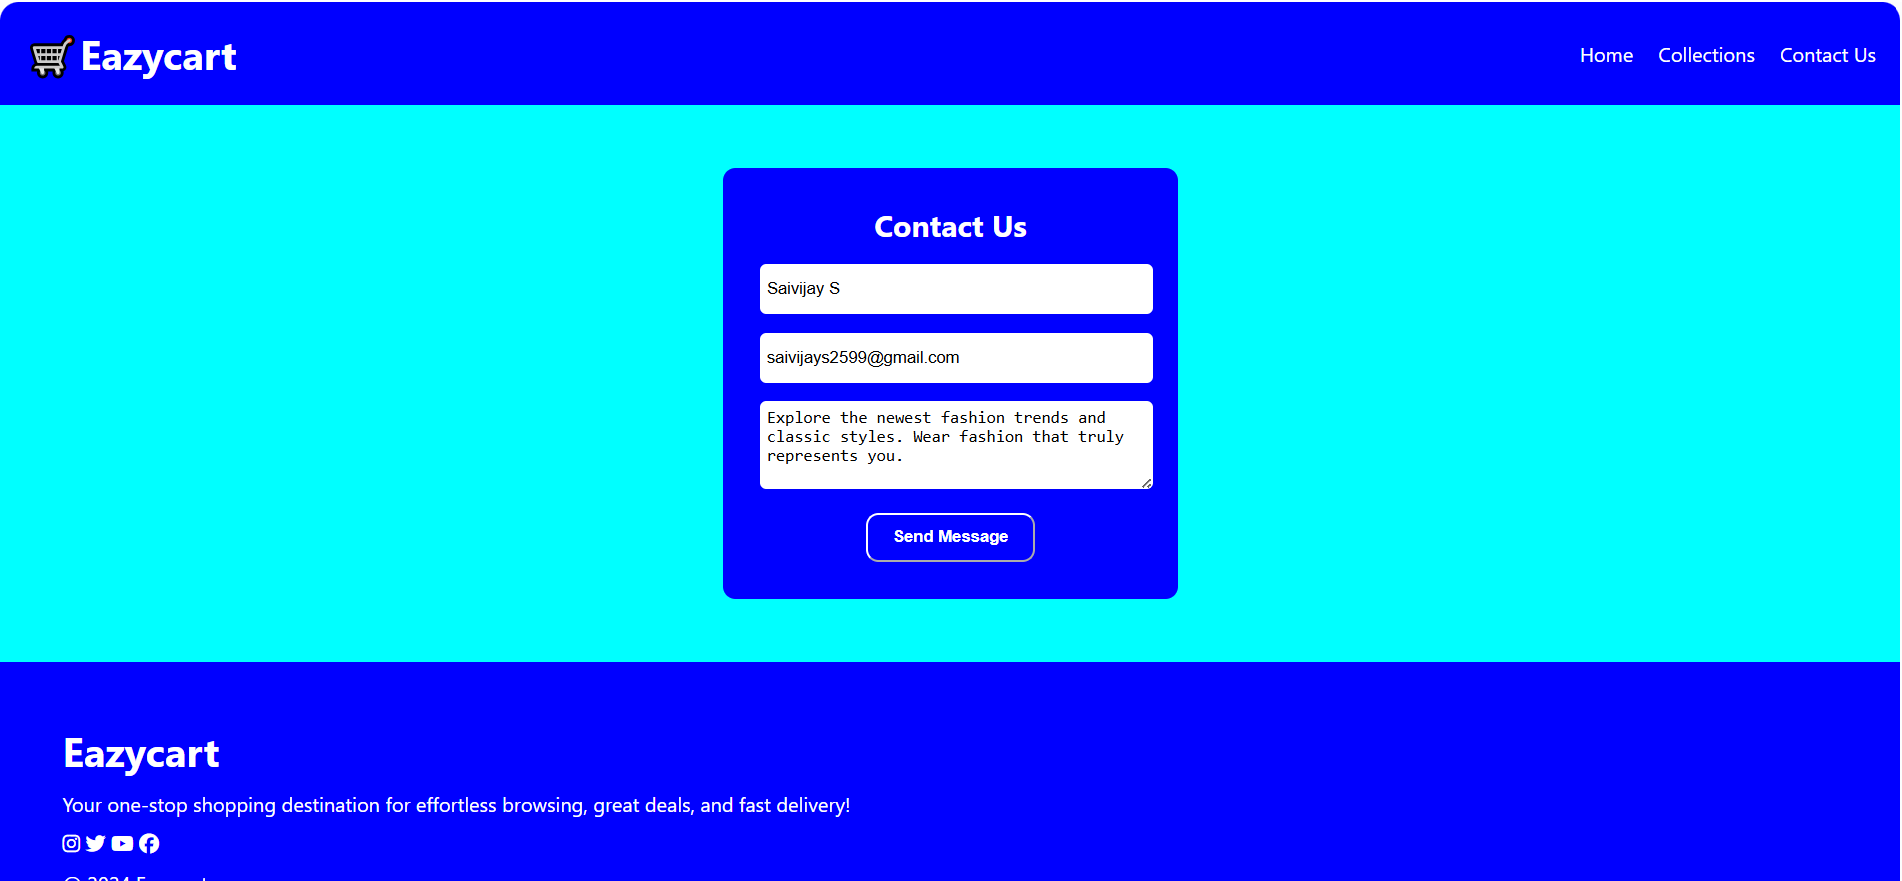 Eazycart
Home Collections Contact Us
Contact Us
Saivijay S
saivijays2599@gmail.com
Explore the newest fashion trends and
classic styles. Wear fashion that truly
represents you.
Send Message
Eazycart
Your one-stop shopping destination for effortless browsing, great deals, and fast delivery!